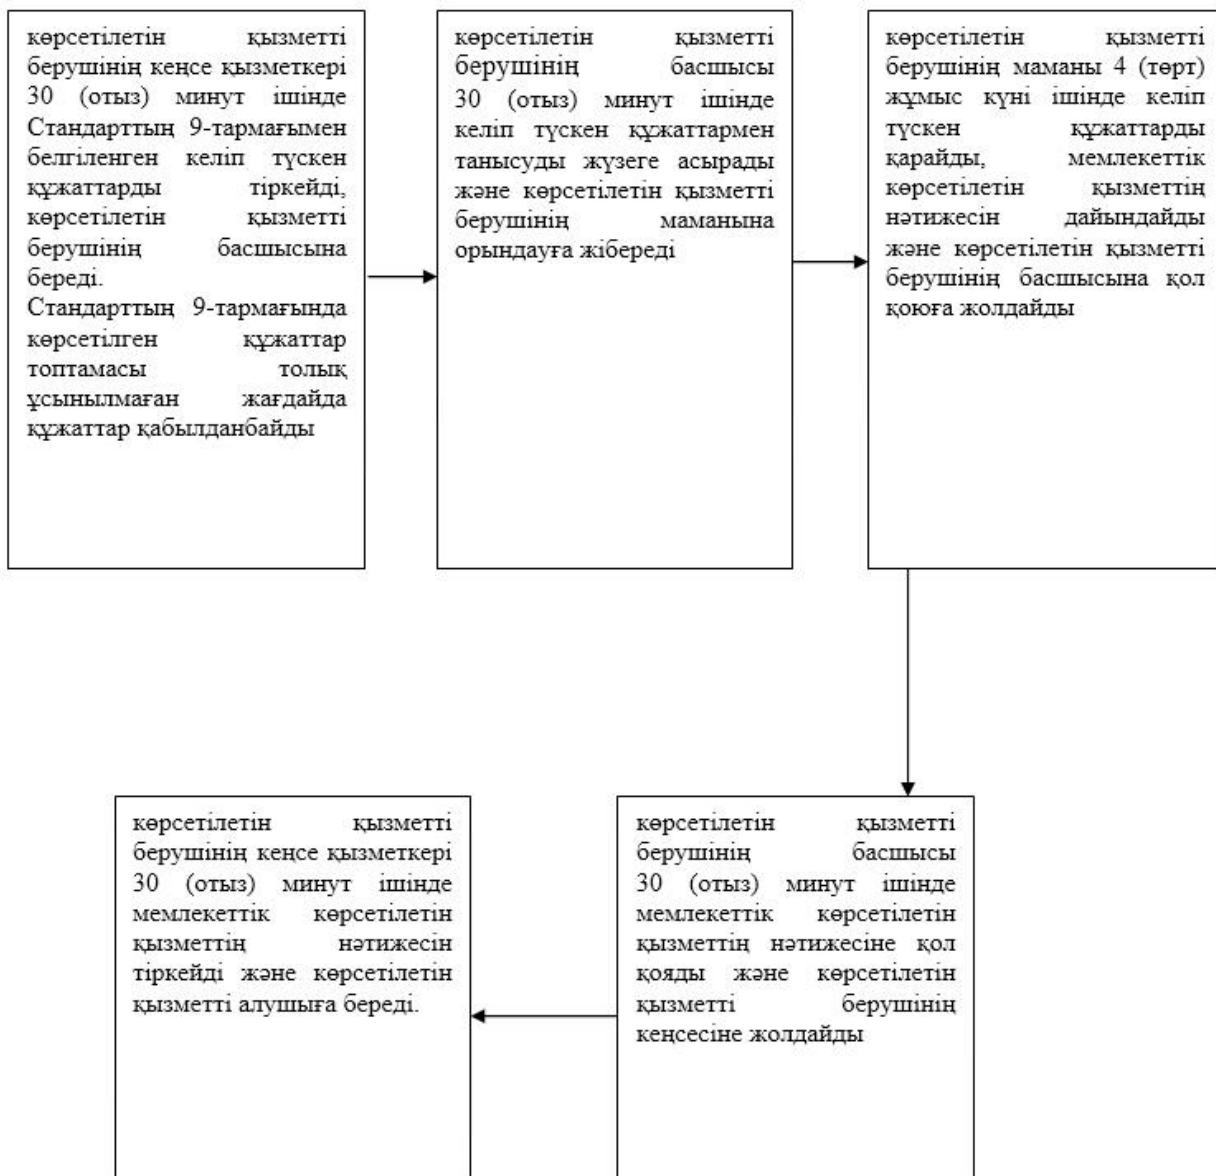 көрсетілетін қызметті
берушінің кеңсе қызметкері
30 (отыз) минут ішінде
Стандарттың 9-тармағымен
белгіленген келіп түскен
құжаттарды тіркейді,
көрсетілетін қызметті
берушінің басшысына
береді.
Стандарттың 9-тармағында
көрсетілген құжаттар
топтамасы толық
ұсынылмаған жағдайда
құжаттар қабылданбайды
көрсетілетін қызметті
берушінің басшысы
30 (отыз) минут ішінде
келіп түскен құжаттармен
танысуды жүзеге асырады
және көрсетілетін қызметті
берушінің маманына
орындауға жібереді
көрсетілетін қызметті
берушінің маманы 4 (төрт)
жұмыс күні ішінде келіп
түскен құжаттарды
қарайды, мемлекеттік
көрсетілетін қызметтің
нәтижесін дайындайды
және көрсетілетін қызметті
берушінің басшысына қол
қоюға жолдайды
көрсетілетін қызметті
берушінің басшысы
30 (отыз) минут ішінде
мемлекеттік көрсетілетін
қызметтің нәтижесіне қол
қояды және көрсетілетін
қызметті берушінің
кеңсесіне жолдайды
көрсетілетін қызметті
берушінің кеңсе қызметкері
30 (отыз) минут ішінде
мемлекеттік көрсетілетін
қызметтің нәтижесін
тіркейді және көрсетілетін
қызметті алушыға береді.